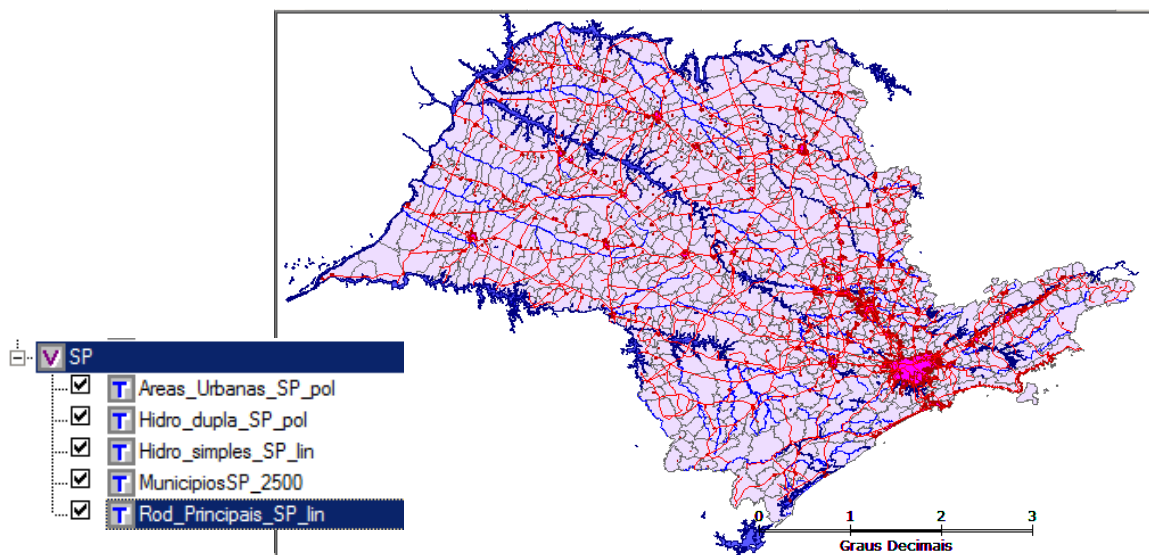 SP
Areas_Urbanas_SP_pol
Hidro_dupla_SP_pol
Hidro_simples_SP_lin
MunicipiosSP_2500
Rod_Principais_SP_lin
0 1 2 3
Graus Decimais